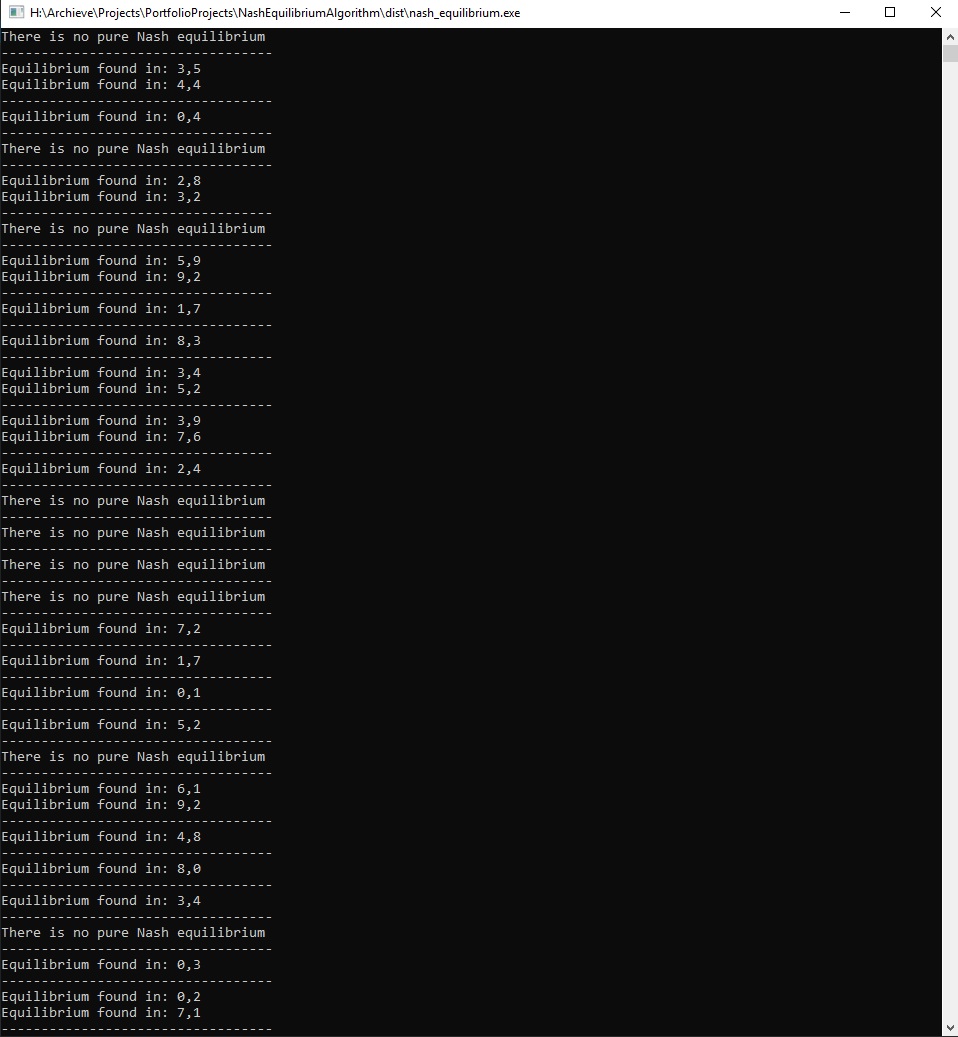 H:\Archieve\Projects\PortfolioProjects\NashEquilibriumAlgorithm\dist\nash_equilibrium.exe
There is no pure Nash equilibrium
----------------------------------
Equilibrium found in: 3,5
Equilibrium found in: 4,4
----------------------------------
Equilibrium found in: 0,4
----------------------------------
There is no pure Nash equilibrium
----------------------------------
Equilibrium found in: 2,8
Equilibrium found in: 3,2
----------------------------------
There is no pure Nash equilibrium
----------------------------------
Equilibrium found in: 5,9
Equilibrium found in: 9,2
----------------------------------
Equilibrium found in: 1,7
----------------------------------
Equilibrium found in: 8,3
----------------------------------
Equilibrium found in: 3,4
Equilibrium found in: 5,2
----------------------------------
Equilibrium found in: 3,9
Equilibrium found in: 7,6
----------------------------------
Equilibrium found in: 2,4
----------------------------------
There is no pure Nash equilibrium
----------------------------------
There is no pure Nash equilibrium
----------------------------------
There is no pure Nash equilibrium
----------------------------------
There is no pure Nash equilibrium
----------------------------------
Equilibrium found in: 7,2
----------------------------------
Equilibrium found in: 1,7
----------------------------------
Equilibrium found in: 0,1
----------------------------------
Equilibrium found in: 5,2
----------------------------------
There is no pure Nash equilibrium
----------------------------------
Equilibrium found in: 6,1
Equilibrium found in: 9,2
----------------------------------
Equilibrium found in: 4,8
----------------------------------
Equilibrium found in: 8,0
----------------------------------
Equilibrium found in: 3,4
----------------------------------
There is no pure Nash equilibrium
----------------------------------
Equilibrium found in: 0,3
----------------------------------
Equilibrium found in: 0,2
Equilibrium found in: 7,1
----------------------------------